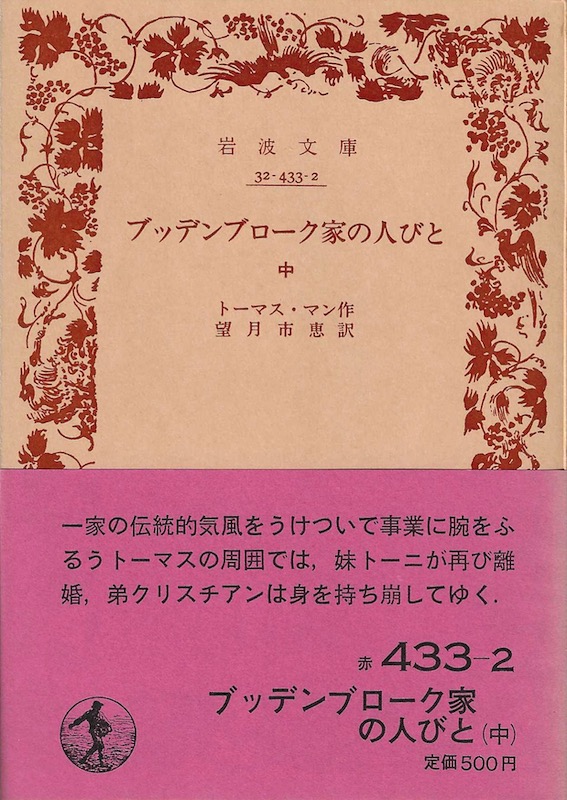 岩波文庫
32-433-2
ブッデンブローク家の人びと
中
トーマス・マン作
望月市恵訳
一家の伝統的気風をうけついで事業に腕をふ
るうトーマスの周囲では，妹トーニが再び離
婚，弟クリスチアンは身を持ち崩してゆく．
赤 433-2
ブッデンブローク家
の人びと(中)
定価500円